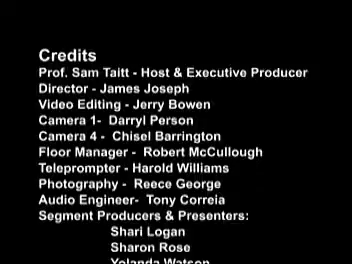 Credits
Prof. Sam Taitt - Host & Executive Producer
Director - James Joseph
Video Editing - Jerry Bowen
Camera 1-  Darryl Person
Camera 4 -  Chisel Barrington
Floor Manager -  Robert McCullough
Teleprompter - Harold Williams
Photography -  Reece George
Audio Engineer-  Tony Correia
Segment Producers & Presenters:
Shari Logan
Sharon Rose
Yolanda Watson